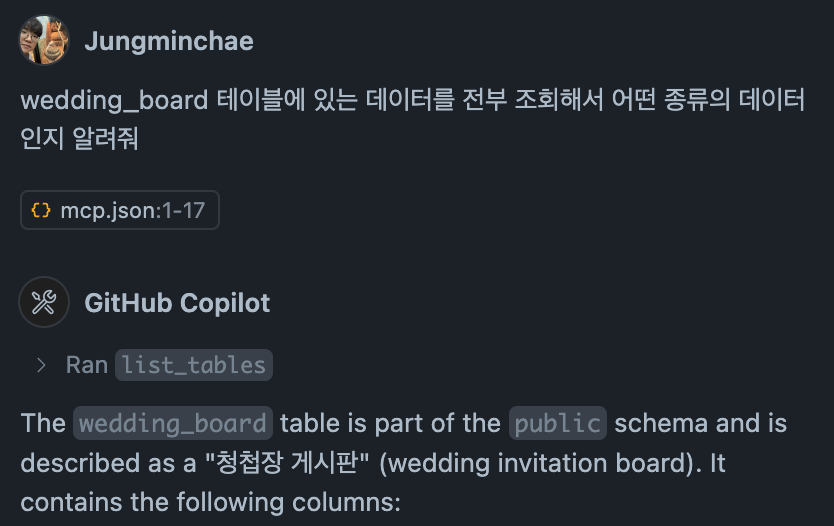 Jungminchae
wedding_board 테이블에 있는 데이터를 전부 조회해서 어떤 종류의 데이터
인지 알려줘
{} mcp.json:1-17
GitHub Copilot
> Ran list_tables
The wedding_board table is part of the public schema and is
described as a "청첩장 게시판" (wedding invitation board). It
contains the following columns: